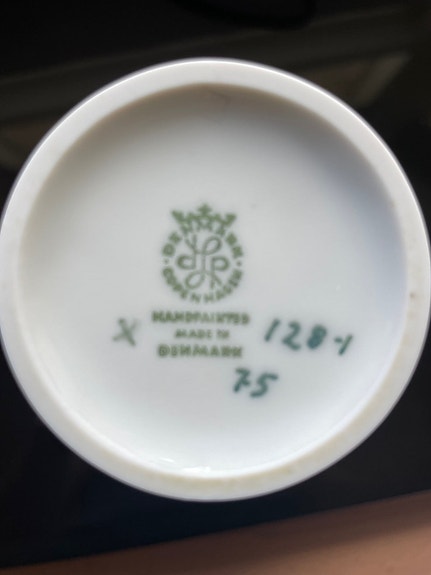 DENMARK
COPENHAGEN
HANDPAINTED
MADE IN
DENMARK
X 128-1
75